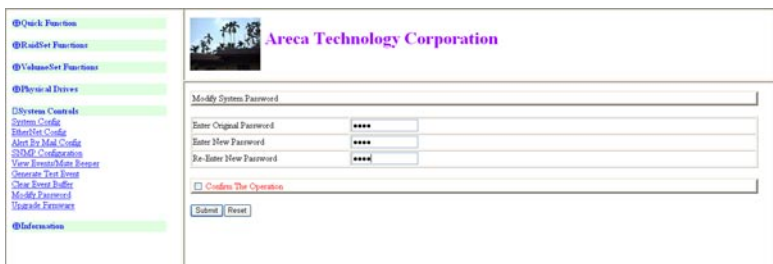 Quick Function
RaidSet Functions
VolumeSet Functions
Physical Drives
System Controls
System Config
EtherNet Config
Alert By Mail Config
SNMP Configuration
View Events/Mute Beeper
Generate Test Event
Clear Event Buffer
Modify Password
Upgrade Firmware
Information
Areca Technology Corporation
Modify System Password
Enter Original Password ••••
Enter New Password ••••
Re-Enter New Password ••••
Confirm The Operation
Submit Reset